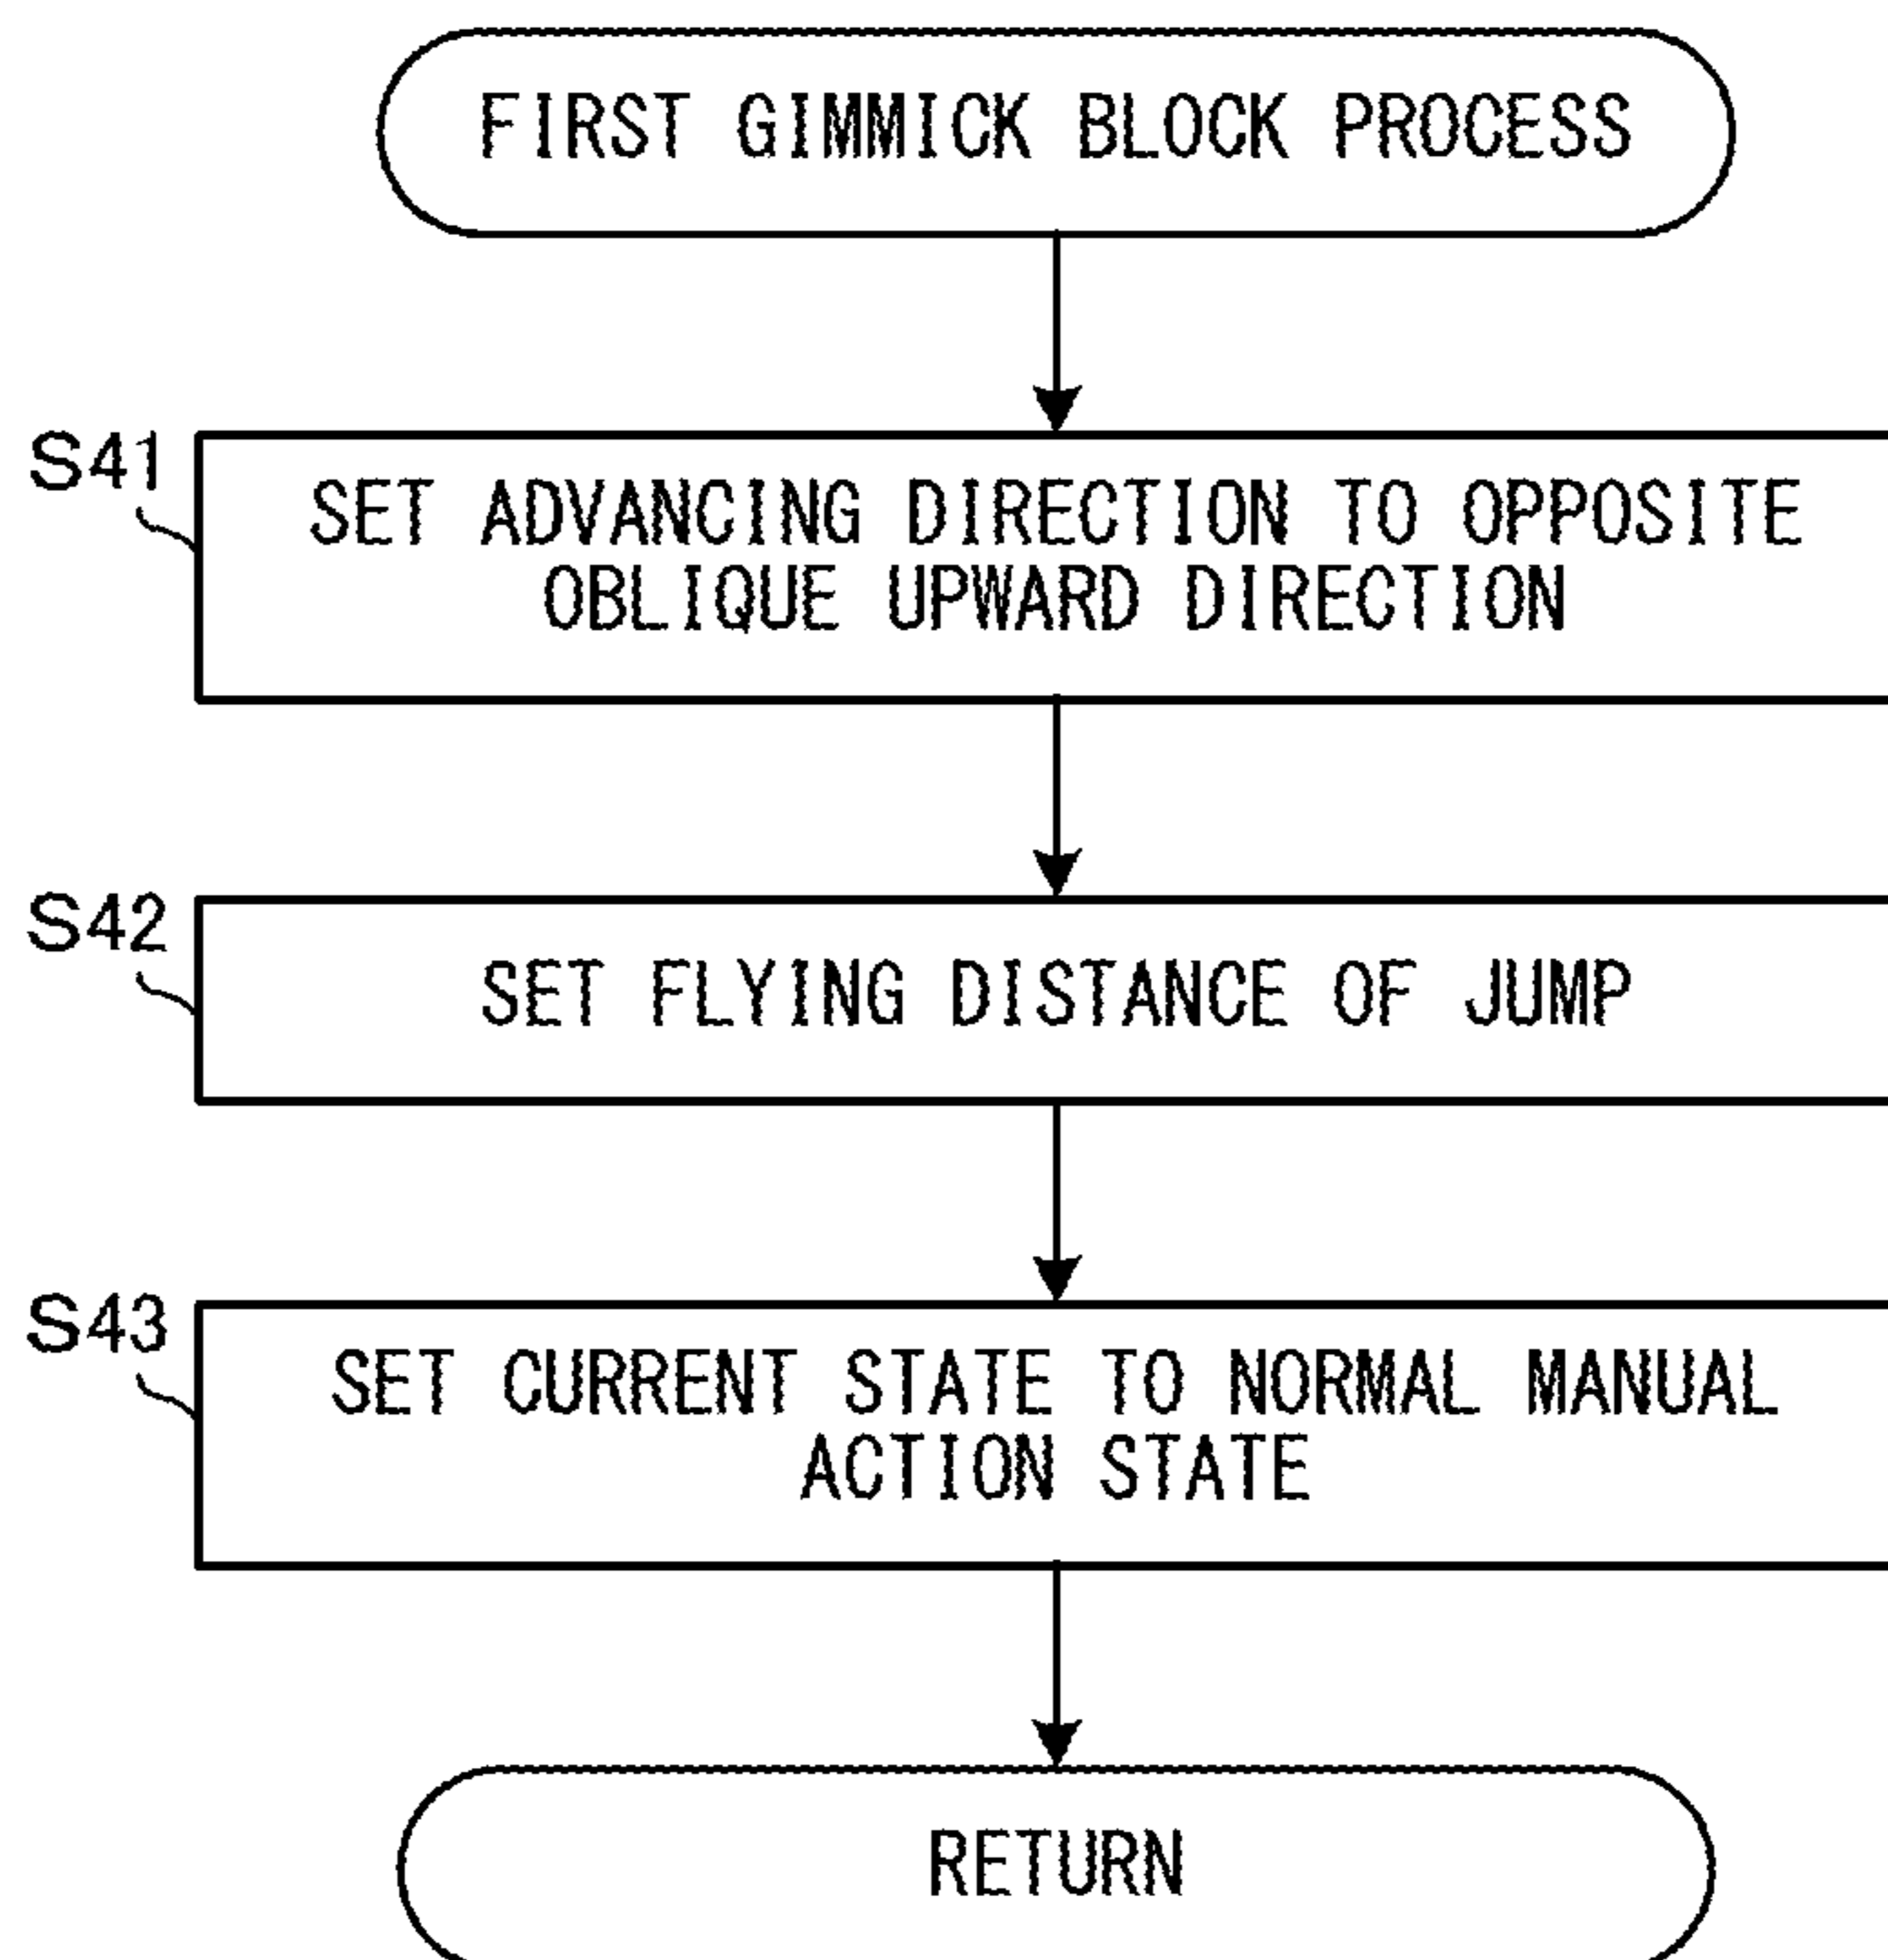 FIRST GIMMICK BLOCK PROCESS
S41
SET ADVANCING DIRECTION TO OPPOSITE
OBLIQUE UPWARD DIRECTION
S42
SET FLYING DISTANCE OF JUMP
S43
SET CURRENT STATE TO NORMAL MANUAL
ACTION STATE
RETURN